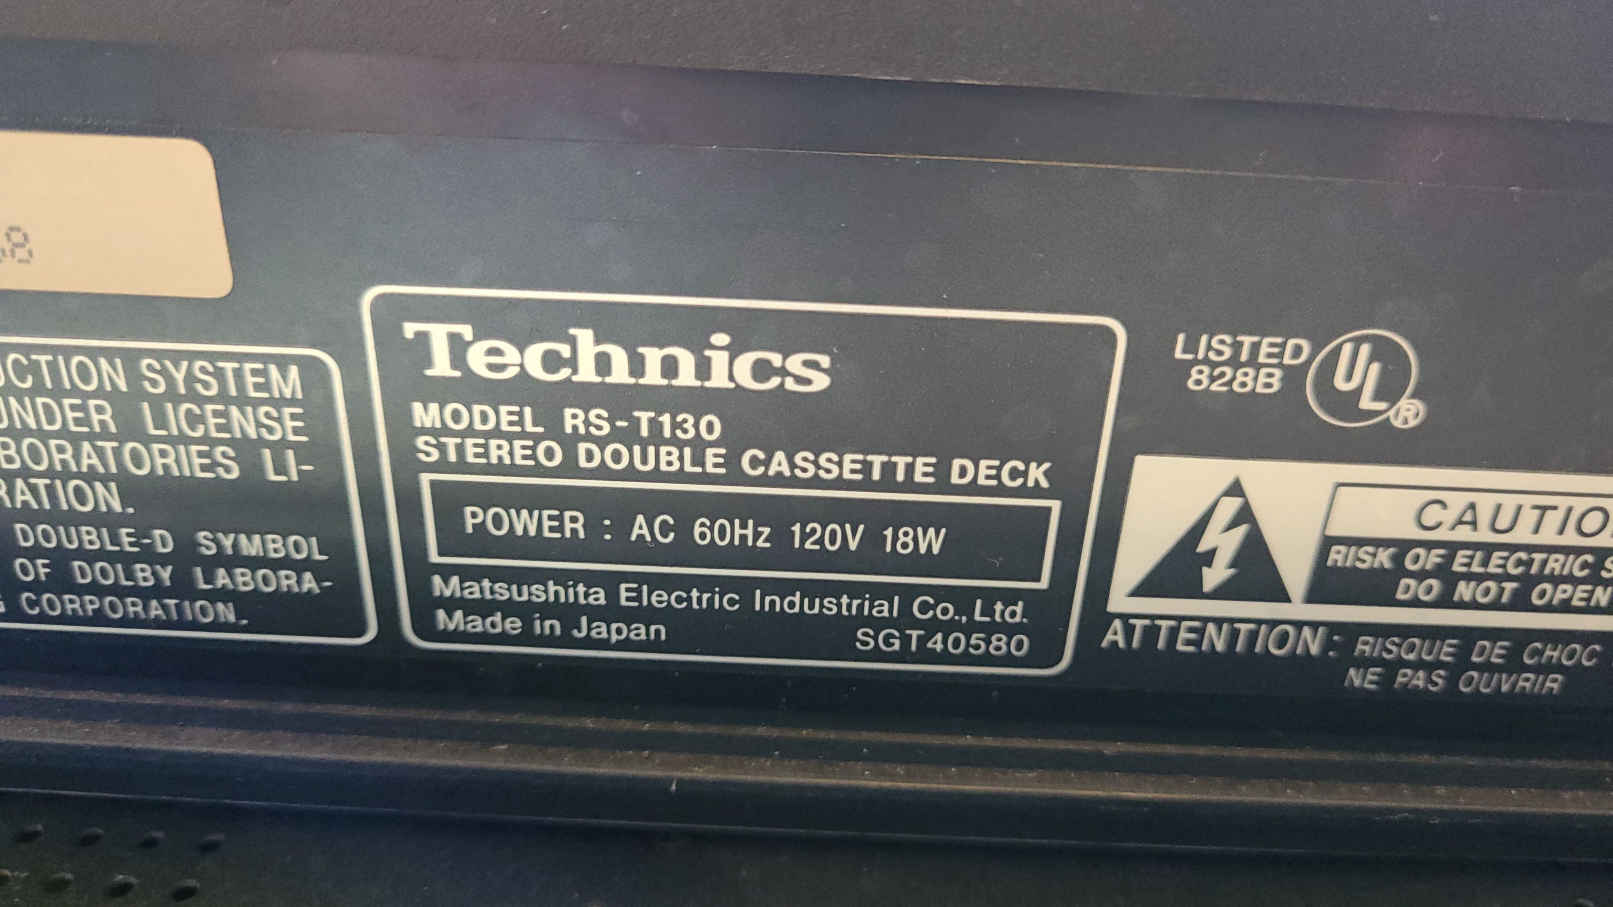 8
UCTION SYSTEM
UNDER LICENSE
BORATORIES LI-
RATION.
DOUBLE-D SYMBOL
OF DOLBY LABORA-
G CORPORATION.
Technics
MODEL RS-T130
STEREO DOUBLE CASSETTE DECK
POWER : AC 60Hz 120V 18W
Matsushita Electric Industrial Co., Ltd.
Made in Japan SGT40580
LISTED
828B
UL®
CAUTIO
RISK OF ELECTRIC S
DO NOT OPEN
ATTENTION: RISQUE DE CHOC
NE PAS OUVRIR